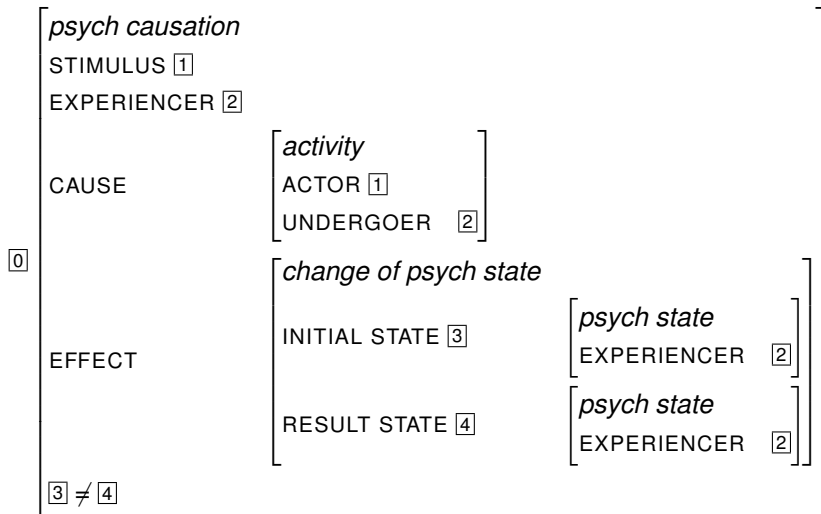 psych causation
STIMULUS 1
EXPERIENCER 2
activity
CAUSE ACTOR 1
UNDERGOER 2
0
change of psych state
psych state
INITIAL STATE 3
EXPERIENCER 2
EFFECT
psych state
RESULT STATE 4
EXPERIENCER 2
3 ≠ 4